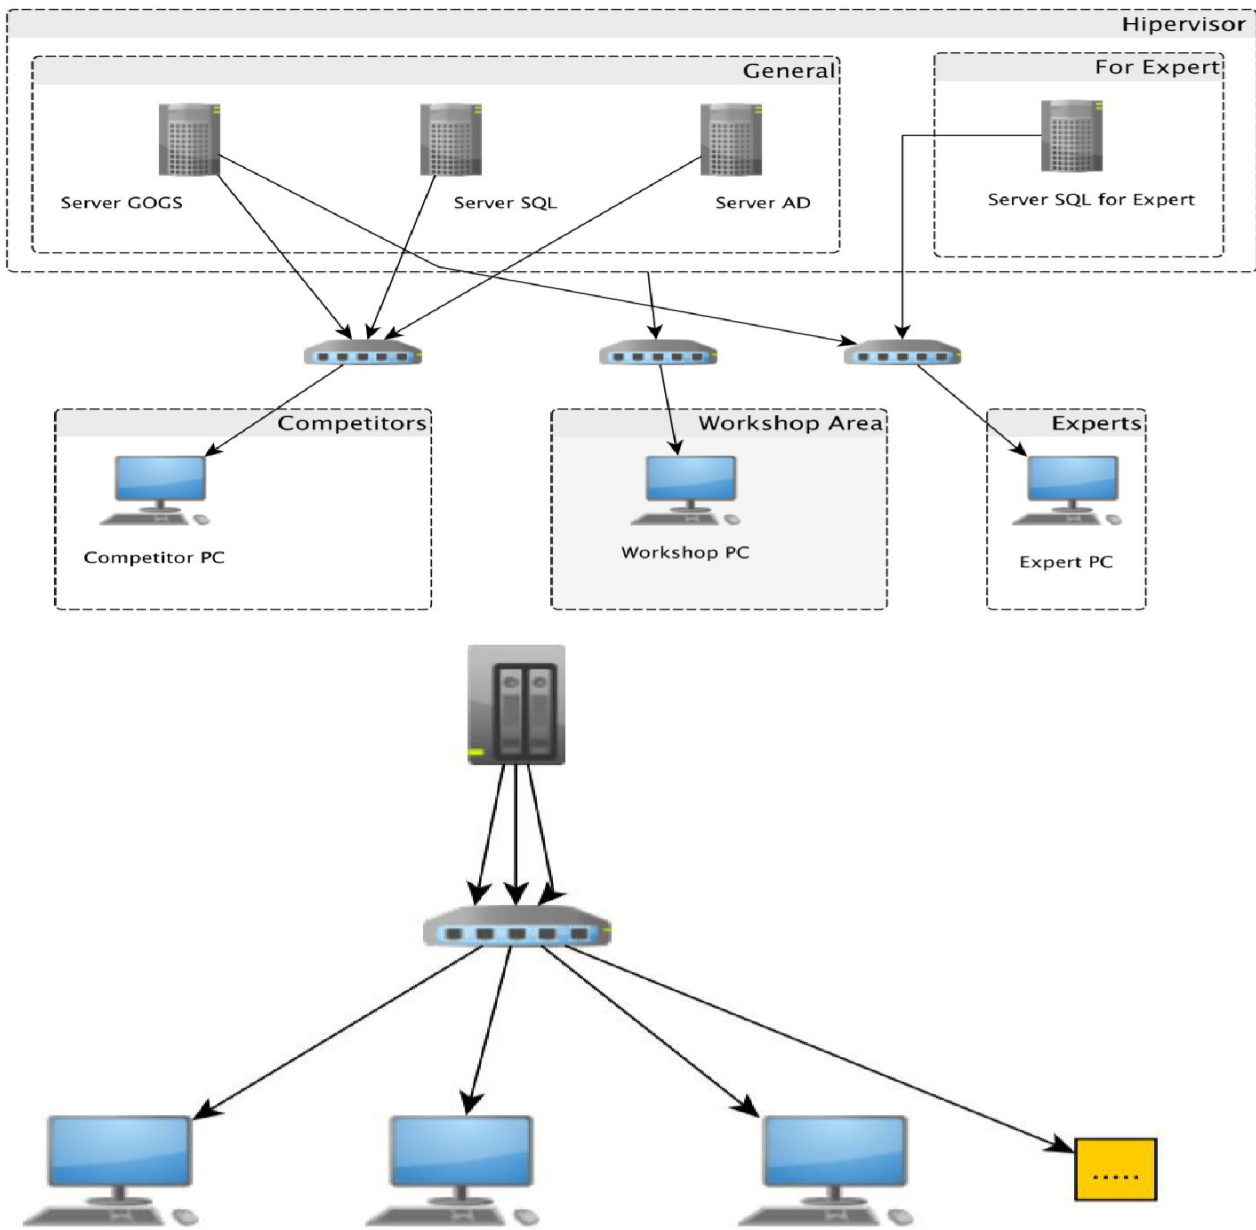 Hipervisor
General
For Expert
Server GOGS
Server SQL
Server AD
Server SQL for Expert
Competitors
Workshop Area
Experts
Competitor PC
Workshop PC
Expert PC
.....